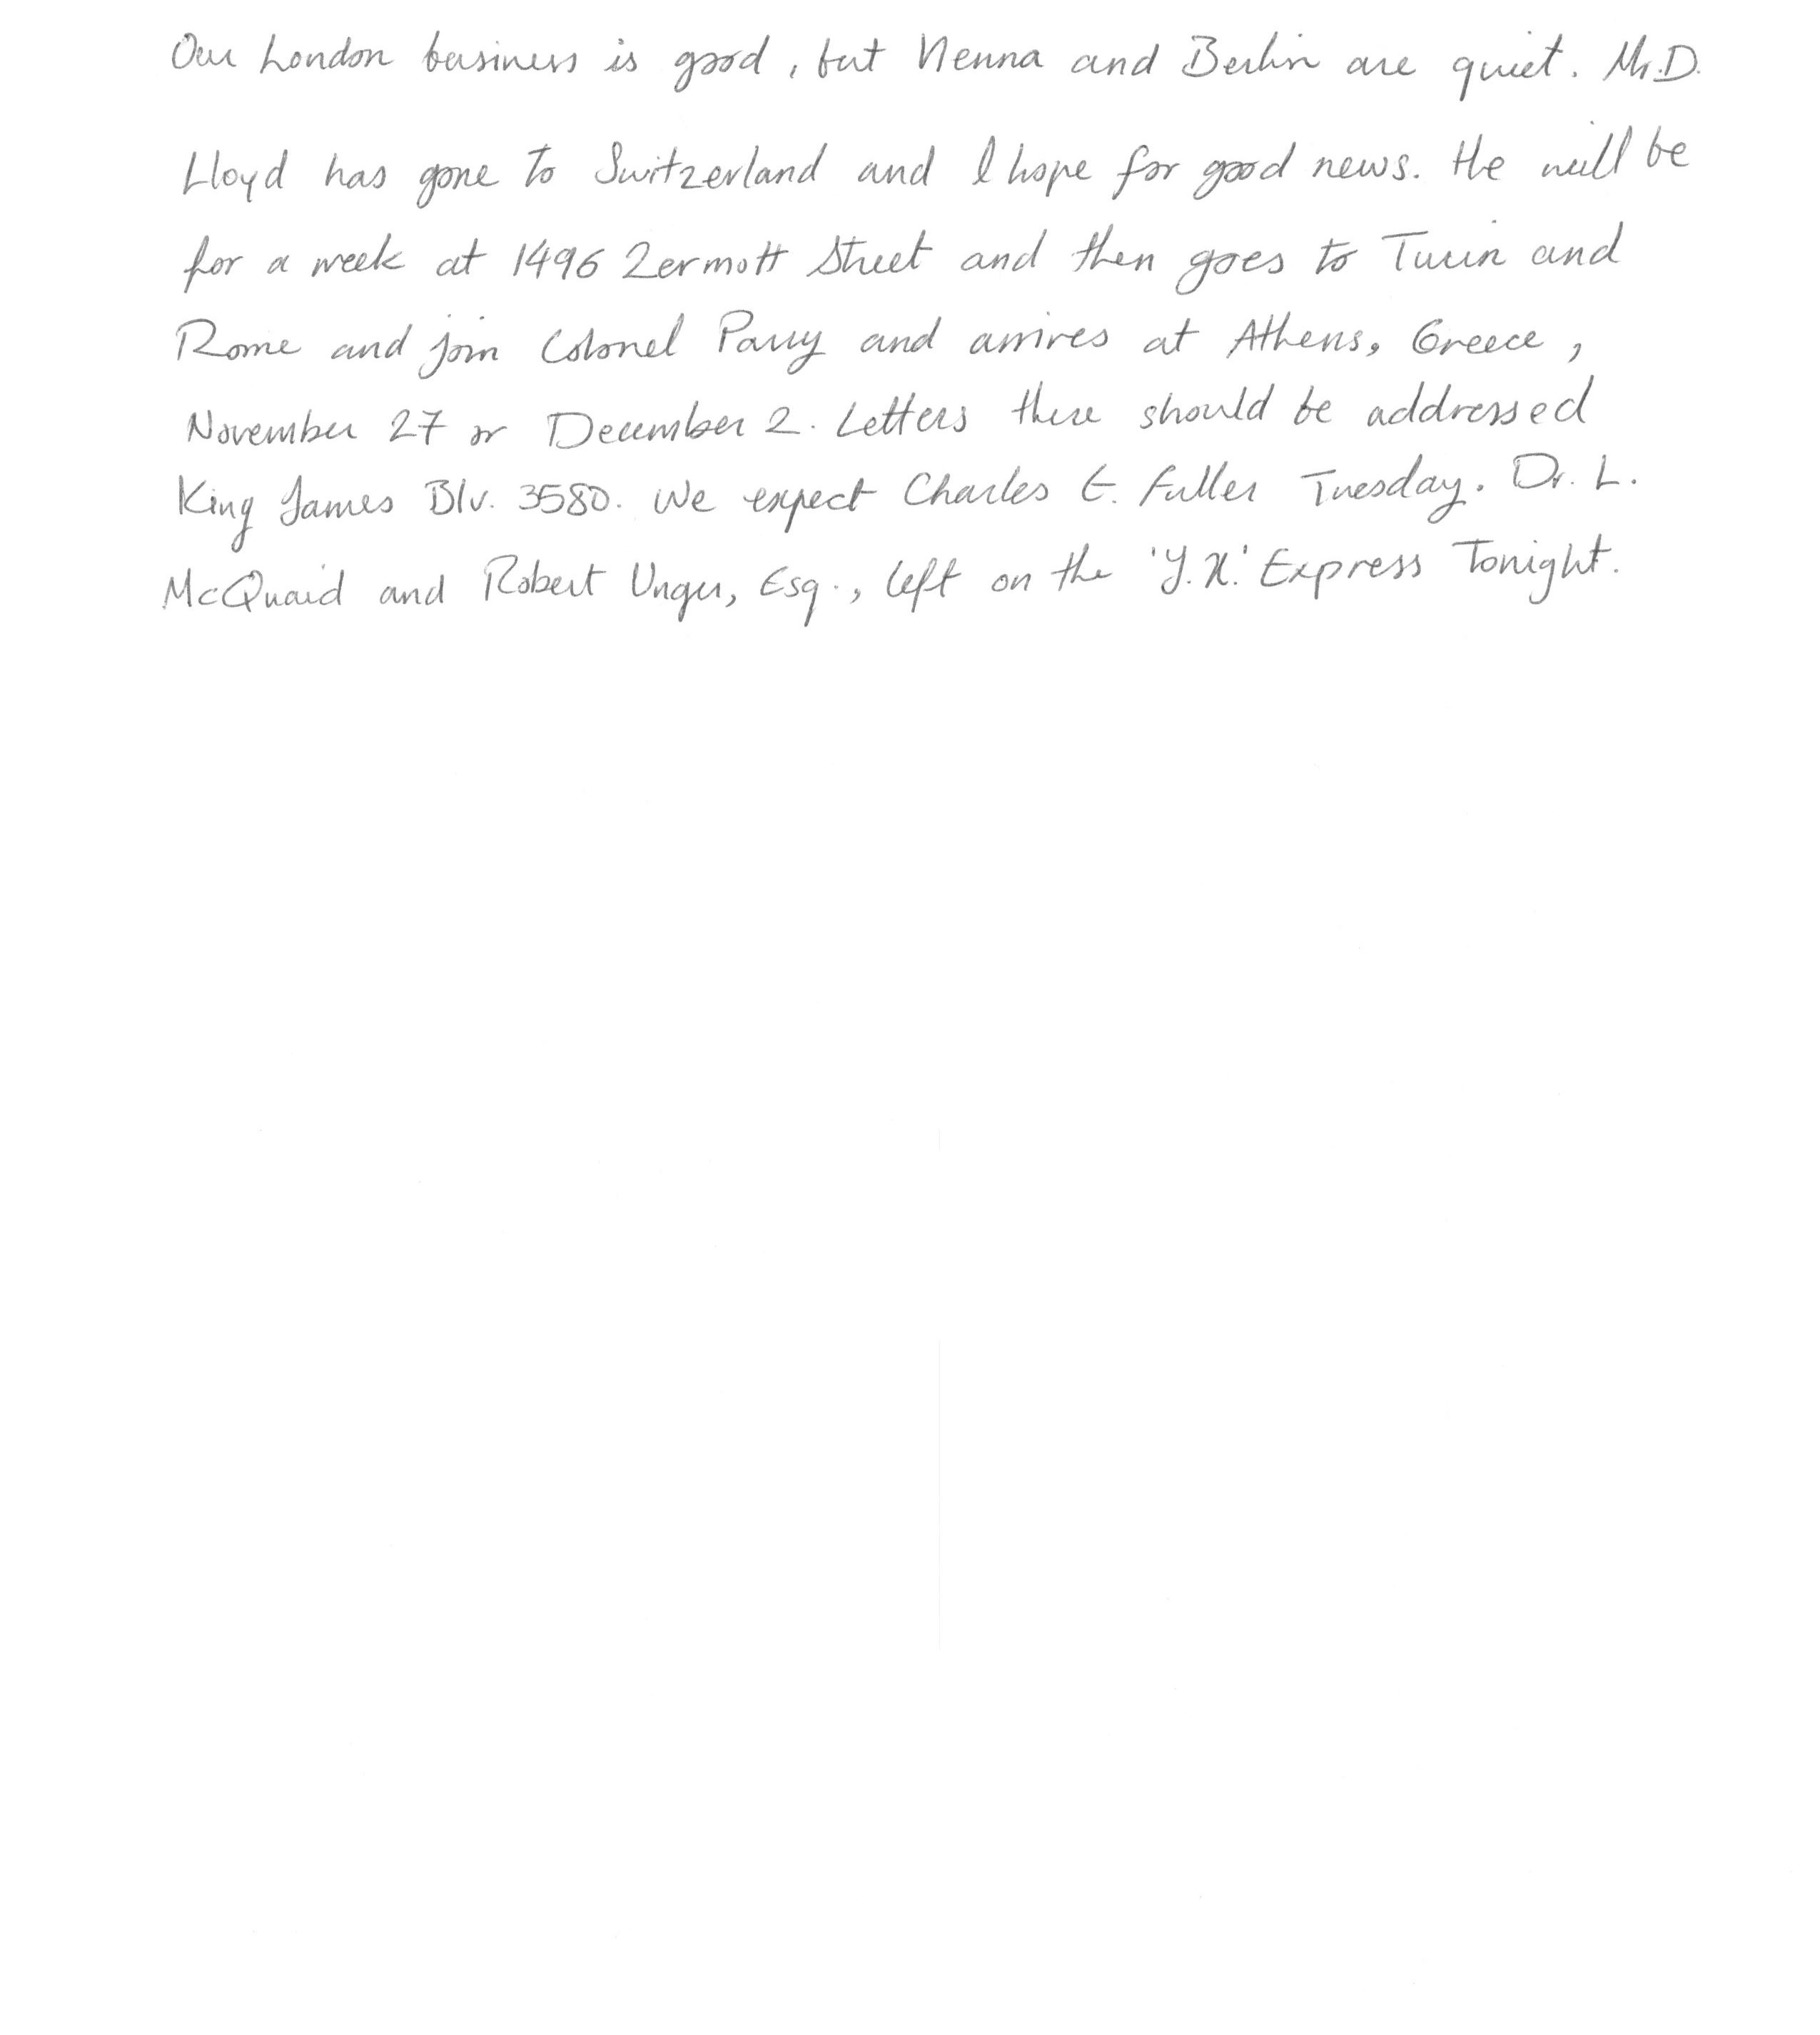 Our London business is good, but Vienna and Berlin are quiet. Mr. D.
Lloyd has gone to Switzerland and I hope for good news. He will be
for a week at 1496 Zermott Street and then goes to Turin and
Rome and join Colonel Parry and arrives at Athens, Greece,
November 27 or December 2. Letters there should be addressed
King James Blv. 3580. We expect Charles E. Fuller Tuesday. Dr. L.
McQuaid and Robert Unger, Esq., left on the 'Y.X.' Express Tonight.